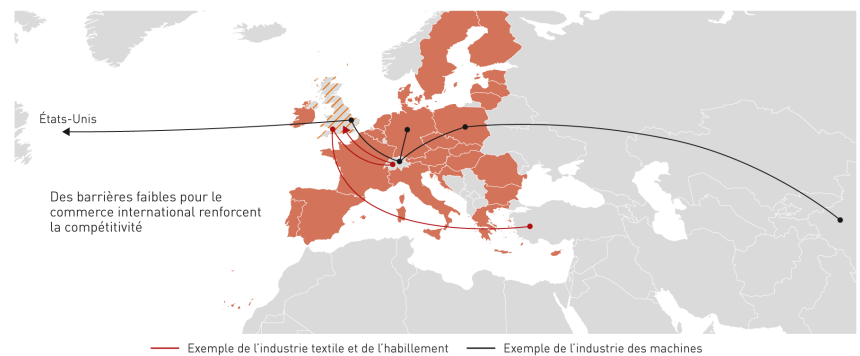 États-Unis
Des barrières faibles pour le
commerce international renforcent
la compétitivité
Exemple de l'industrie textile et de l'habillement
Exemple de l'industrie des machines